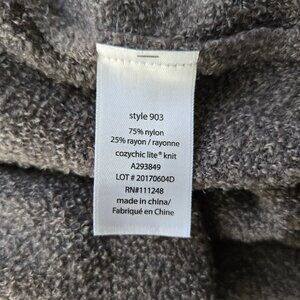 style 903
75% nylon
25% rayon / rayonne
cozychic lite® knit
A293849
LOT # 20170604D
RN#111248
made in china/
Fabriqué en Chine